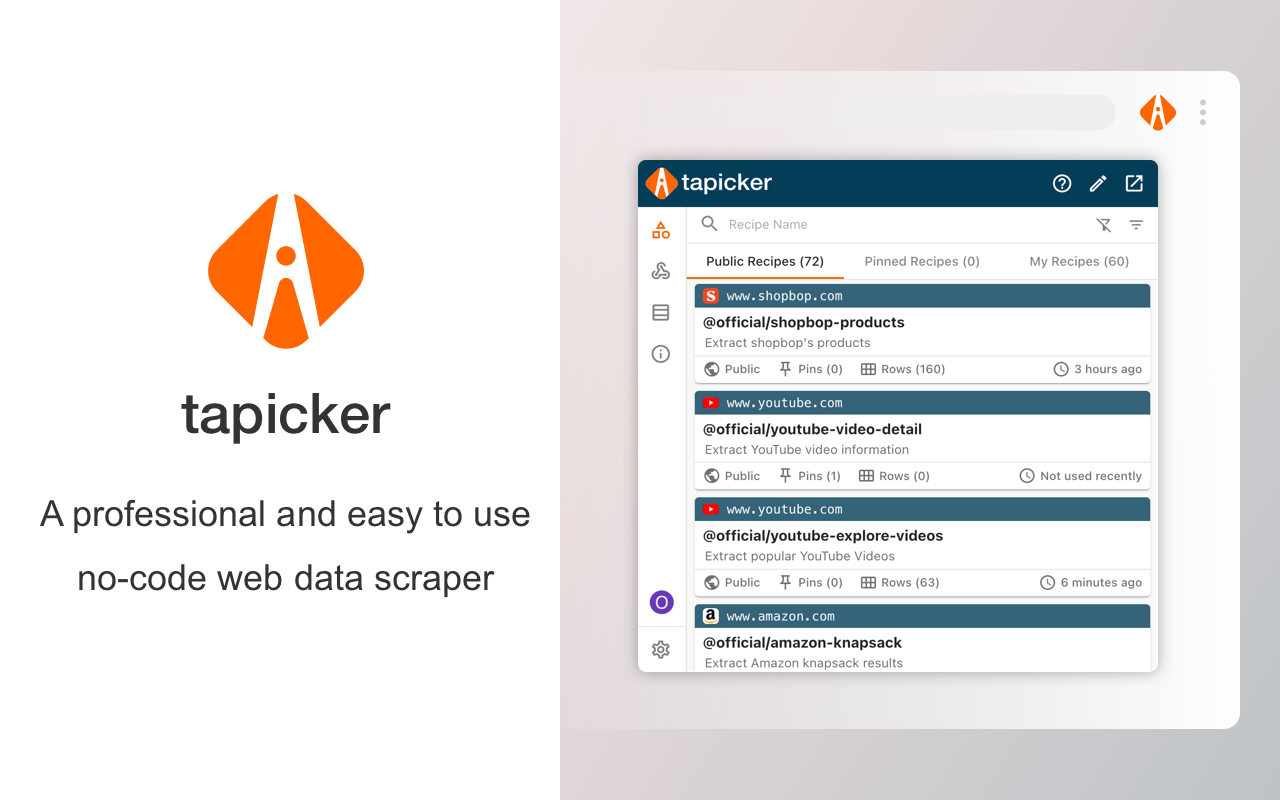 tapicker
A professional and easy to use
no-code web data scraper
tapicker
Recipe Name
Public Recipes (72) Pinned Recipes (0) My Recipes (60)
S www.shopbop.com
@official/shopbop-products
Extract shopbop's products
Public Pins (0) Rows (160) 3 hours ago
www.youtube.com
@official/youtube-video-detail
Extract YouTube video information
Public Pins (1) Rows (0) Not used recently
www.youtube.com
@official/youtube-explore-videos
Extract popular YouTube Videos
Public Pins (0) Rows (63) 6 minutes ago
a www.amazon.com
@official/amazon-knapsack
Extract Amazon knapsack results
O